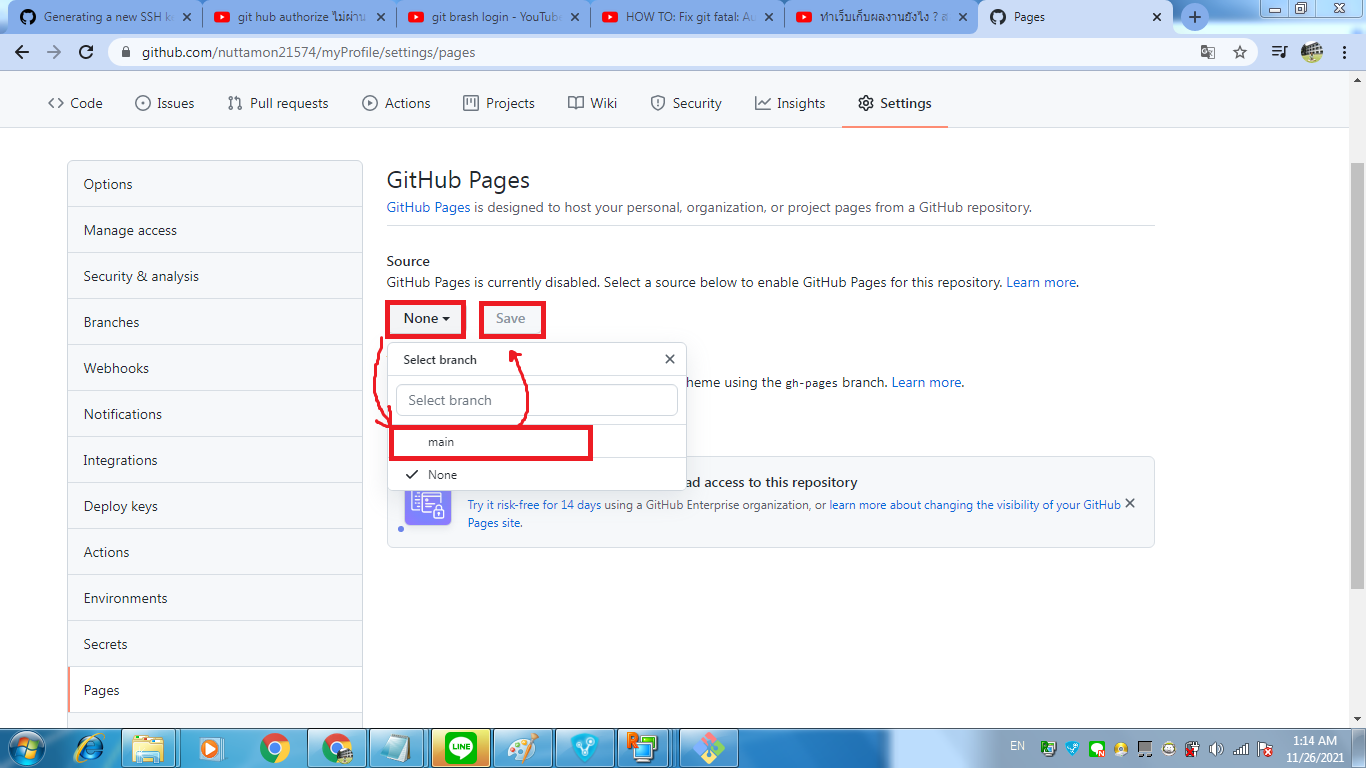 Generating a new SSH k
git hub authorize ไม่ผ่าน
git brash login - YouTube
HOW TO: Fix git fatal: Au
ทำเว็บเก็บผลงานยังไง ? ส
Pages
github.com/nuttamon21574/myProfile/settings/pages
Code
Issues
Pull requests
Actions
Projects
Wiki
Security
Insights
Settings
Options
Manage access
Security & analysis
Branches
Webhooks
Notifications
Integrations
Deploy keys
Actions
Environments
Secrets
Pages
GitHub Pages
GitHub Pages is designed to host your personal, organization, or project pages from a GitHub repository.
Source
GitHub Pages is currently disabled. Select a source below to enable GitHub Pages for this repository. Learn more.
None
Save
Select branch
Select branch
heme using the gh-pages branch. Learn more.
main
None
ad access to this repository
Try it risk-free for 14 days using a GitHub Enterprise organization, or learn more about changing the visibility of your GitHub
Pages site.
LINE
EN
1:14 AM
11/26/2021